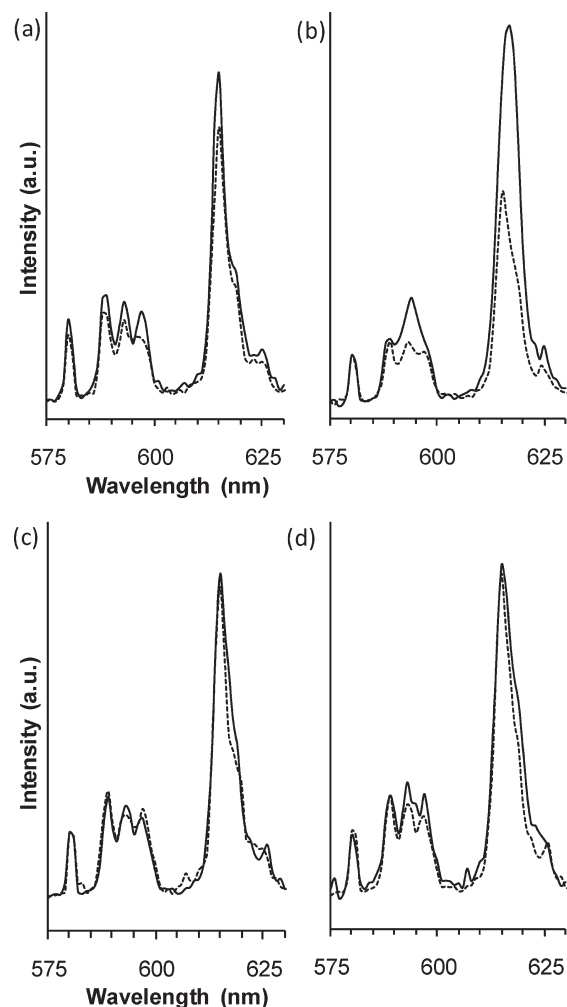 (a)
(b)
Intensity (a.u.)
575 600 625
575 600 625
Wavelength (nm)
(c)
(d)
Intensity (a.u.)
575 600 625
575 600 625
Wavelength (nm)